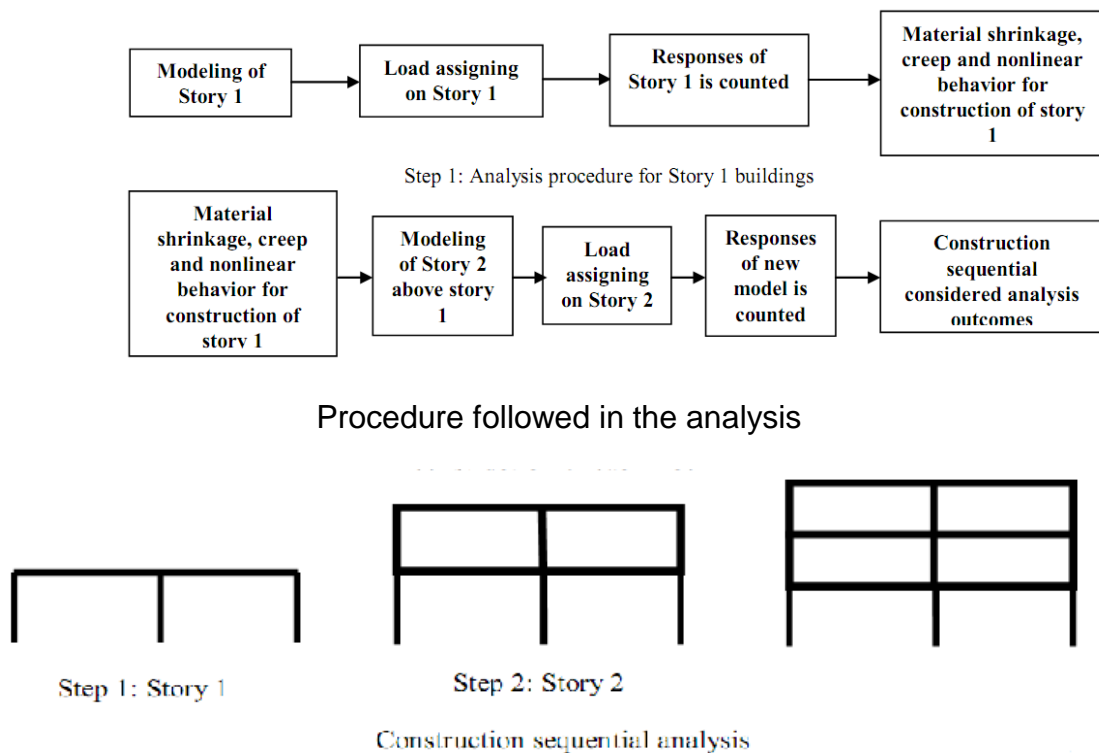 Modeling of
Story 1
Load assigning
on Story 1
Responses of
Story 1 is counted
Material shrinkage,
creep and nonlinear
behavior for
construction of story
1
Step 1: Analysis procedure for Story 1 buildings
Material
shrinkage, creep
and nonlinear
behavior for
construction of
story 1
Modeling
of Story 2
above story
1
Load
assigning
on Story 2
Responses
of new
model is
counted
Construction
sequential
considered analysis
outcomes
Procedure followed in the analysis
Step 1: Story 1
Step 2: Story 2
Construction sequential analysis